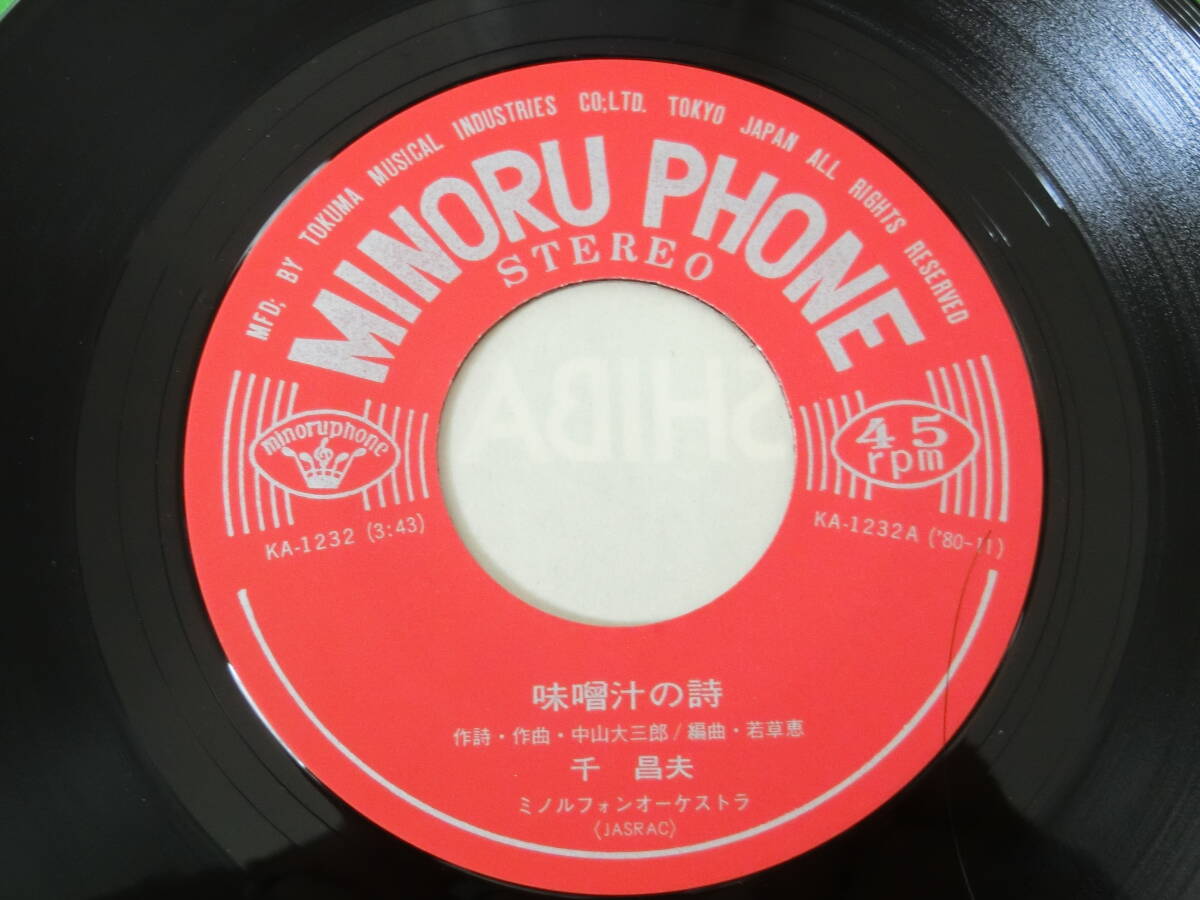 MFD; BY TOKUMA MUSICAL INDUSTRIES CO;LTD. TOKYO JAPAN ALL RIGHTS RESERVED
MINORU PHONE
STEREO
SHIBA
minoruphone
45
rpm
KA-1232 (3:43)
KA-1232A ('80-11)
味噌汁の詩
作詩・作曲・中山大三郎/編曲・若草恵
千 昌夫
ミノルフォンオーケストラ
〈JASRAC〉